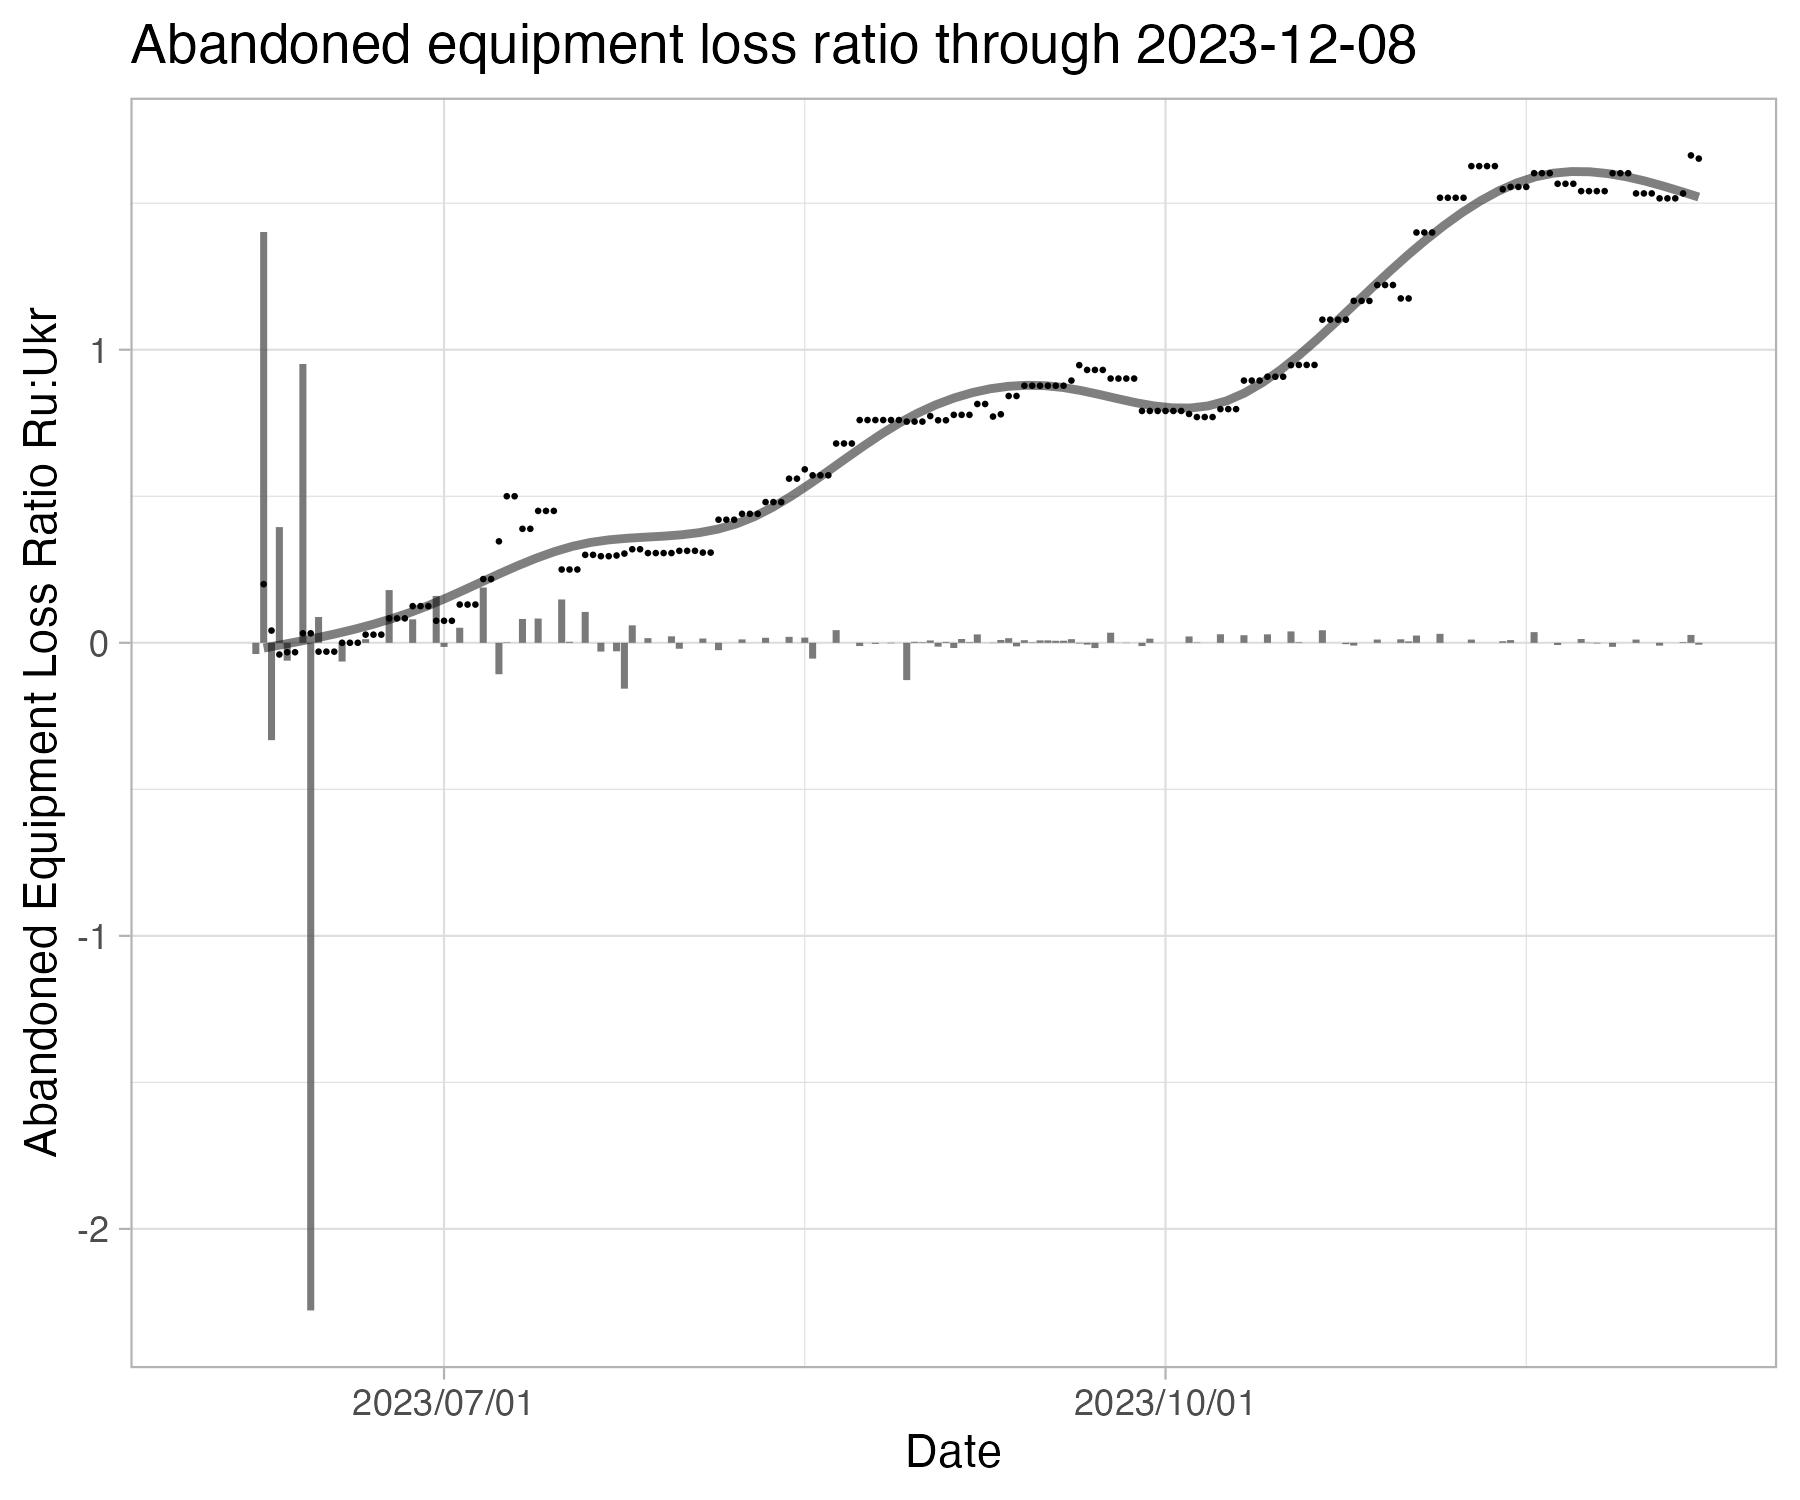 Abandoned equipment loss ratio through 2023-12-08
Abandoned Equipment Loss Ratio Ru:Ukr
1
0
-1
-2
2023/07/01
2023/10/01
Date